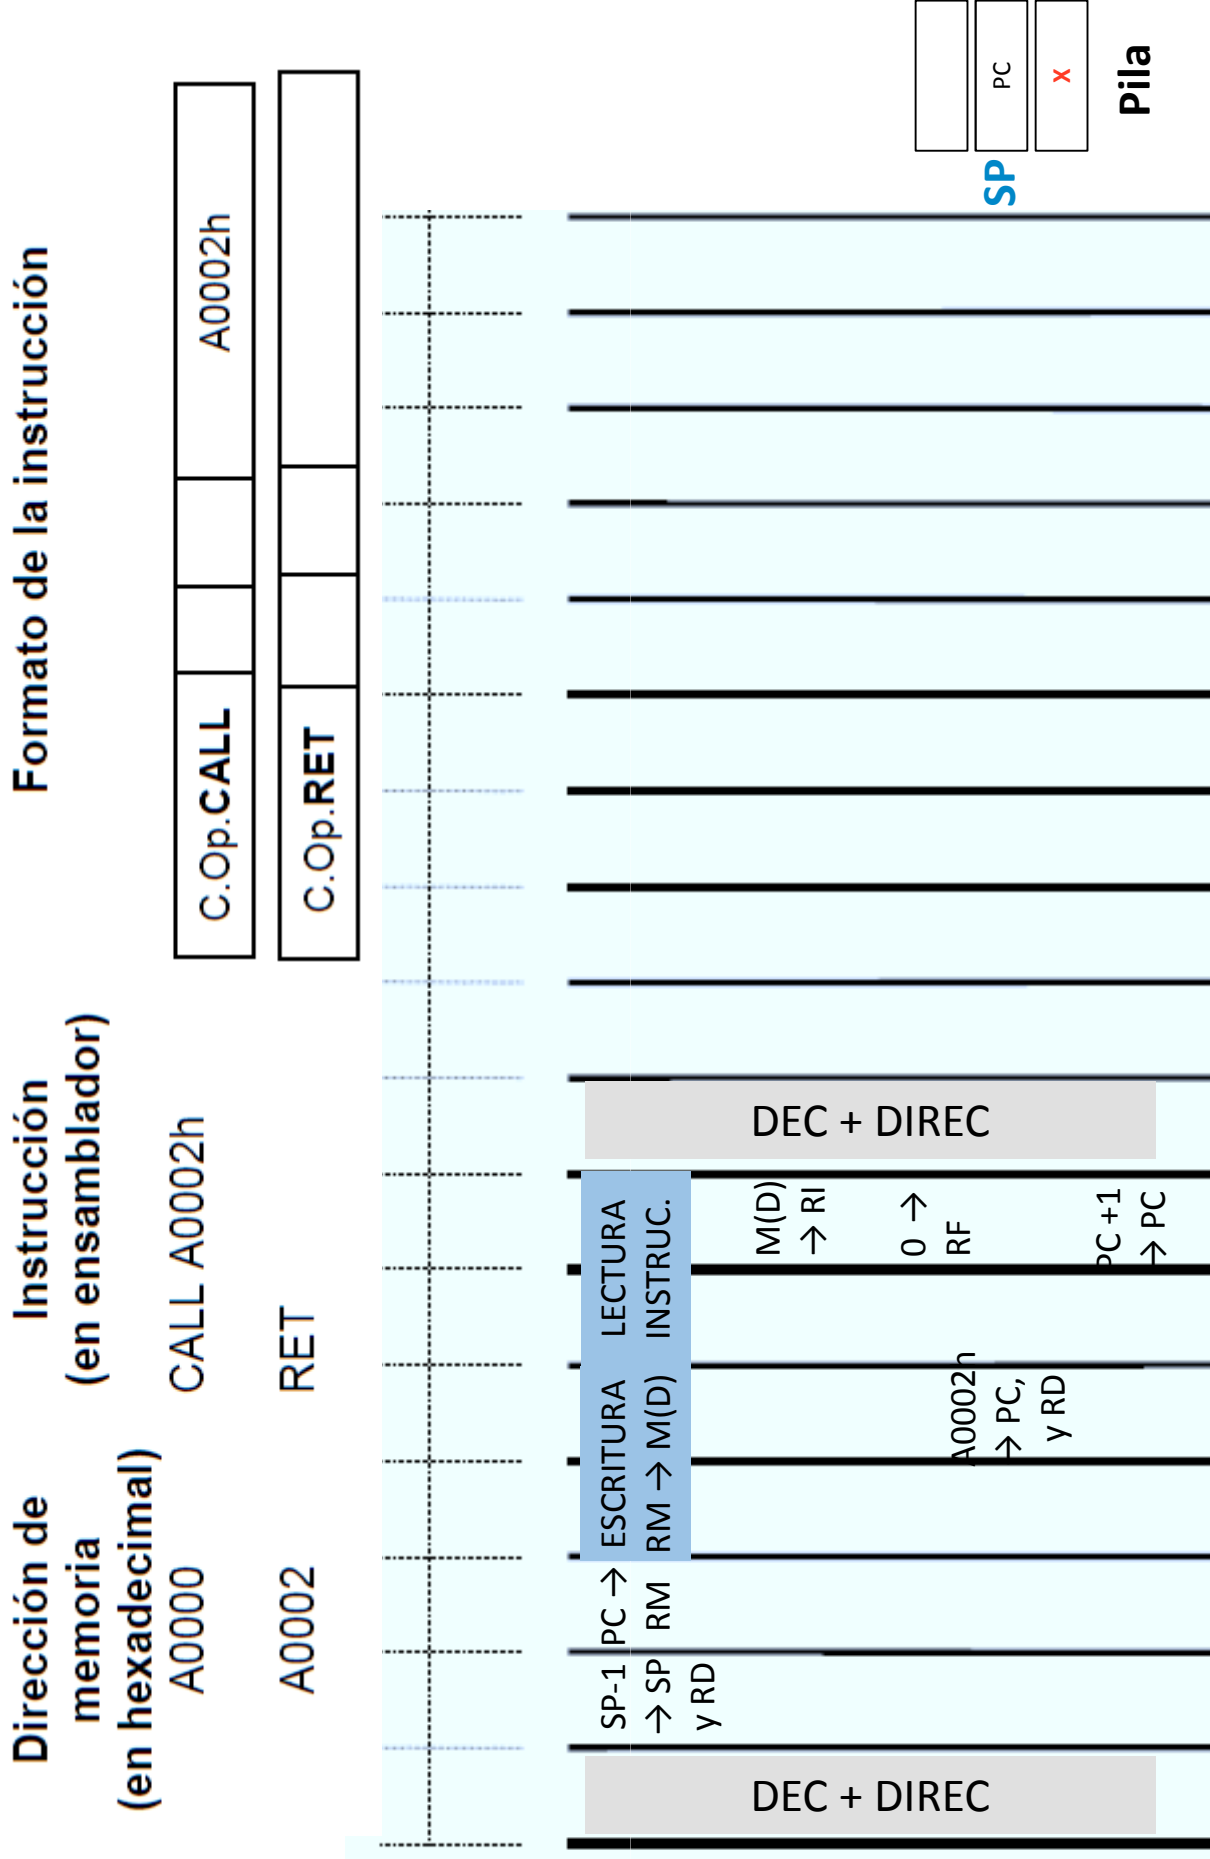 Dirección de
memoria
(en hexadecimal)
Instrucción
(en ensamblador)
Formato de la instrucción
A0000
CALL A0002h
C.Op.CALL
A0002h
A0002
RET
C.Op.RET
DEC + DIREC
SP-1
→ SP
y RD
PC →
RM
ESCRITURA
RM → M(D)
LECTURA
INSTRUC.
A0002h
→ PC,
y RD
M(D)
→ RI
0 →
RF
PC +1
→ PC
DEC + DIREC
SP
PC
X
Pila